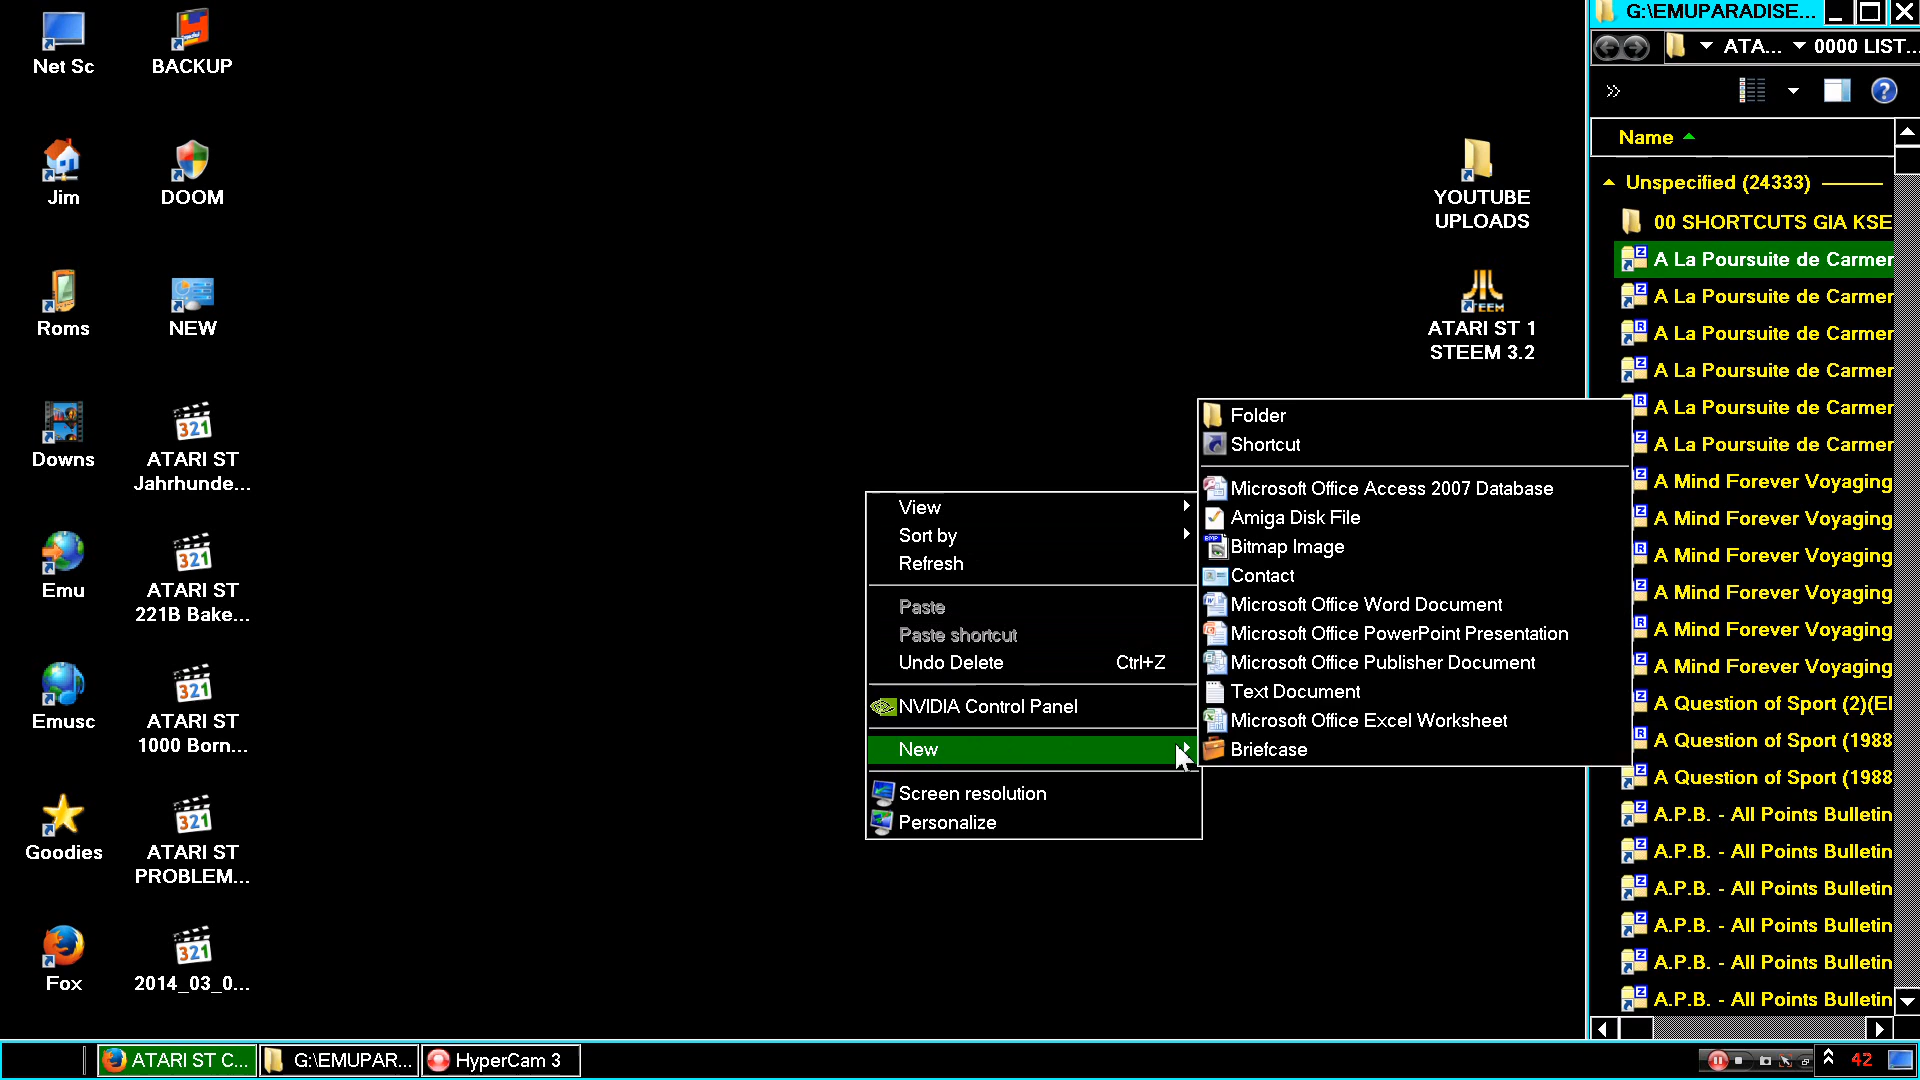 Net Sc
BACKUP
Jim
DOOM
Roms
NEW
Downs
ATARI ST
Jahrhunde...
Emu
ATARI ST
221B Bake...
Emusc
ATARI ST
1000 Born...
Goodies
ATARI ST
PROBLEM...
Fox
2014_03_0...
YOUTUBE
UPLOADS
ATARI ST 1
STEEM 3.2
View
Sort by
Refresh
Paste
Paste shortcut
Undo Delete Ctrl+Z
NVIDIA Control Panel
New
Screen resolution
Personalize
Folder
Shortcut
Microsoft Office Access 2007 Database
Amiga Disk File
Bitmap Image
Contact
Microsoft Office Word Document
Microsoft Office PowerPoint Presentation
Microsoft Office Publisher Document
Text Document
Microsoft Office Excel Worksheet
Briefcase
G:\EMUPARADISE...
ATA... 0000 LIST...
Name
Unspecified (24333)
00 SHORTCUTS GIA KSE
A La Poursuite de Carmer
A La Poursuite de Carmer
A La Poursuite de Carmer
A La Poursuite de Carmer
A La Poursuite de Carmer
A La Poursuite de Carmer
A Mind Forever Voyaging
A Mind Forever Voyaging
A Mind Forever Voyaging
A Mind Forever Voyaging
A Mind Forever Voyaging
A Mind Forever Voyaging
A Question of Sport (2)(El
A Question of Sport (1988
A Question of Sport (1988
A.P.B. - All Points Bulletin
A.P.B. - All Points Bulletin
A.P.B. - All Points Bulletin
A.P.B. - All Points Bulletin
A.P.B. - All Points Bulletin
A.P.B. - All Points Bulletin
ATARI ST C...
G:\EMUPAR...
HyperCam 3
42